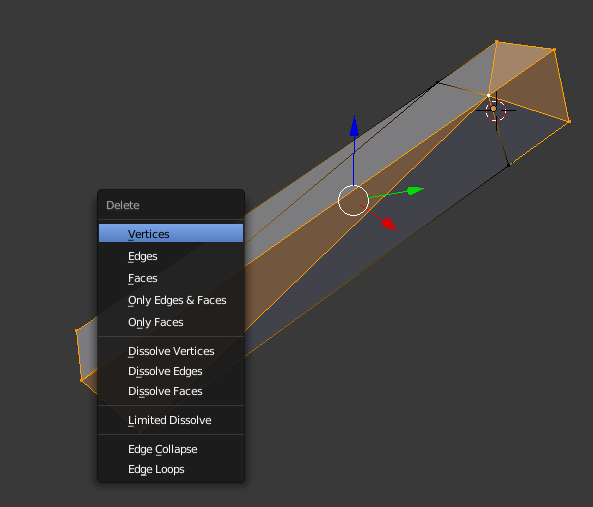 Delete
Vertices
Edges
Faces
Only Edges & Faces
Only Faces
Dissolve Vertices
Dissolve Edges
Dissolve Faces
Limited Dissolve
Edge Collapse
Edge Loops